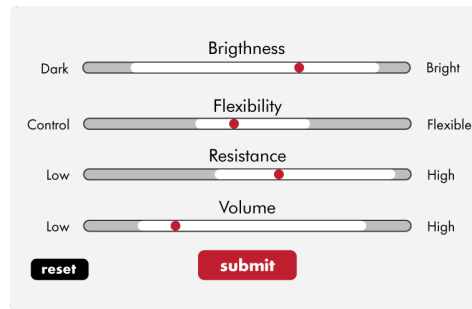 Brigthness
Dark Bright
Flexibility
Control Flexible
Resistance
Low High
Volume
Low High
reset submit